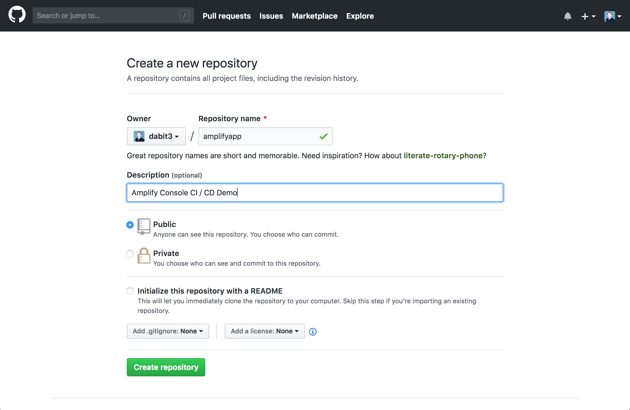 Search or jump to...
/
Pull requests Issues Marketplace Explore
Create a new repository
A repository contains all project files, including the revision history.
Owner Repository name *
dabit3 / amplifyapp
Great repository names are short and memorable. Need inspiration? How about literate-rotary-phone?
Description (optional)
Amplify Console CI / CD Demo
Public
Anyone can see this repository. You choose who can commit.
Private
You choose who can see and commit to this repository.
Initialize this repository with a README
This will let you immediately clone the repository to your computer. Skip this step if you're importing an existing
repository.
Add .gitignore: None Add a license: None
Create repository